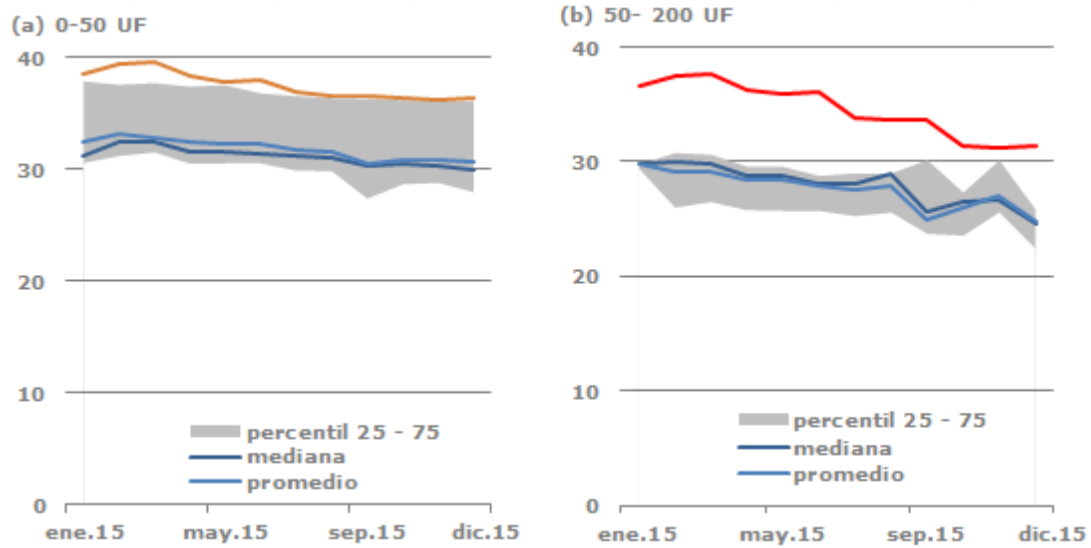 (a) 0-50 UF
40
30
20
10
0
percentil 25 - 75
mediana
promedio
ene.15 may.15 sep.15 dic.15
(b) 50- 200 UF
40
30
20
10
0
percentil 25 - 75
mediana
promedio
ene.15 may.15 sep.15 dic.15